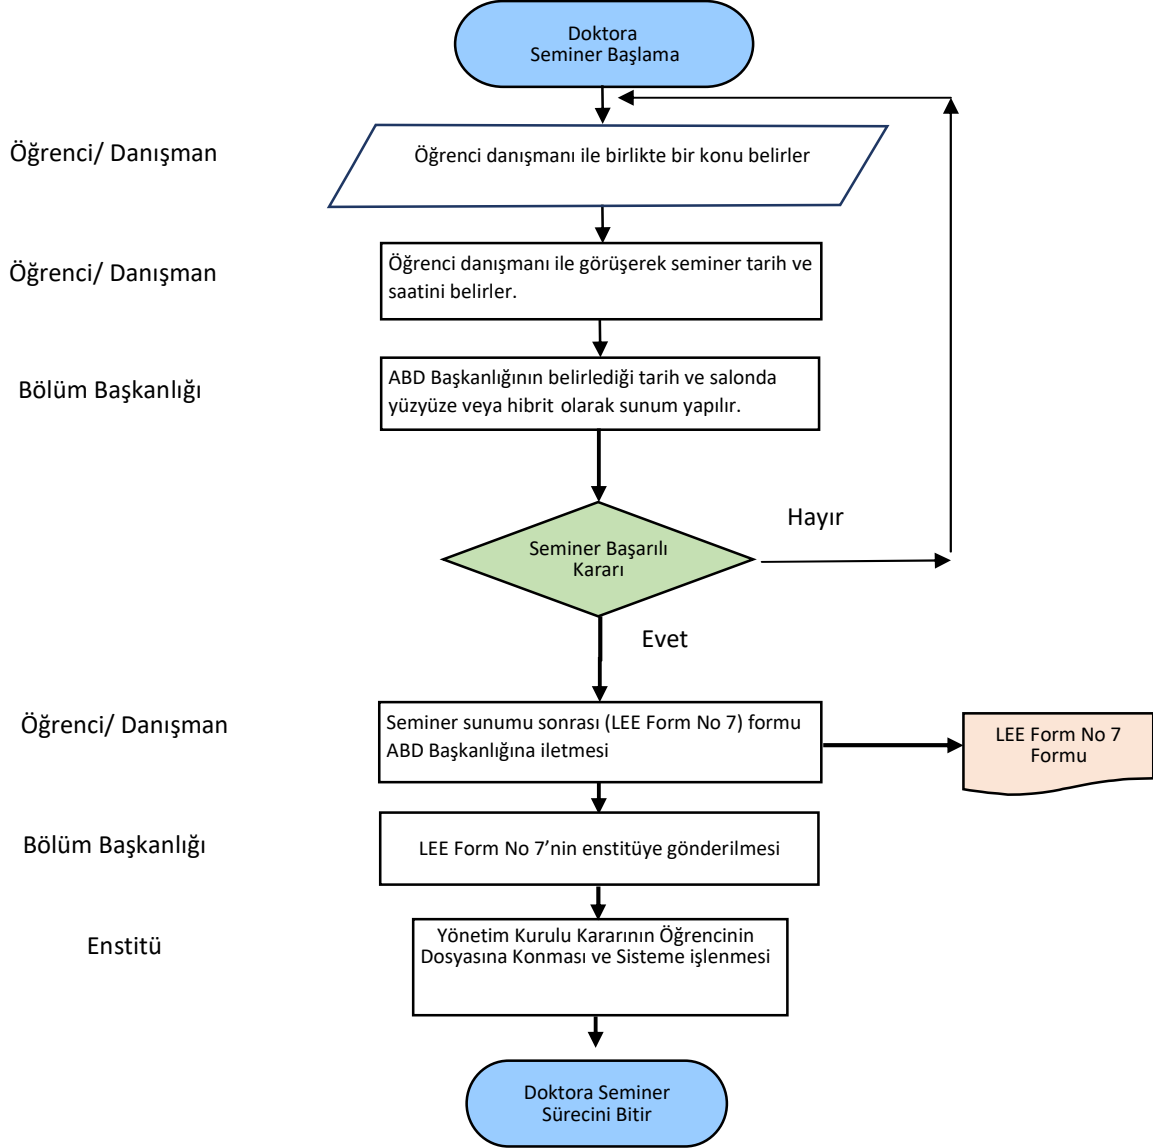 Doktora
Seminer Başlama
Öğrenci/ Danışman
Öğrenci danışmanı ile birlikte bir konu belirler
Öğrenci/ Danışman
Öğrenci danışmanı ile görüşerek seminer tarih ve
saatini belirler.
Bölüm Başkanlığı
ABD Başkanlığının belirlediği tarih ve salonda
yüzyüze veya hibrit olarak sunum yapılır.
Hayır
Seminer Başarılı
Kararı
Evet
Öğrenci/ Danışman
Seminer sunumu sonrası (LEE Form No 7) formu
ABD Başkanlığına iletmesi
LEE Form No 7
Formu
Bölüm Başkanlığı
LEE Form No 7’nin enstitüye gönderilmesi
Enstitü
Yönetim Kurulu Kararının Öğrencinin
Dosyasına Konması ve Sisteme işlenmesi
Doktora Seminer
Sürecini Bitir